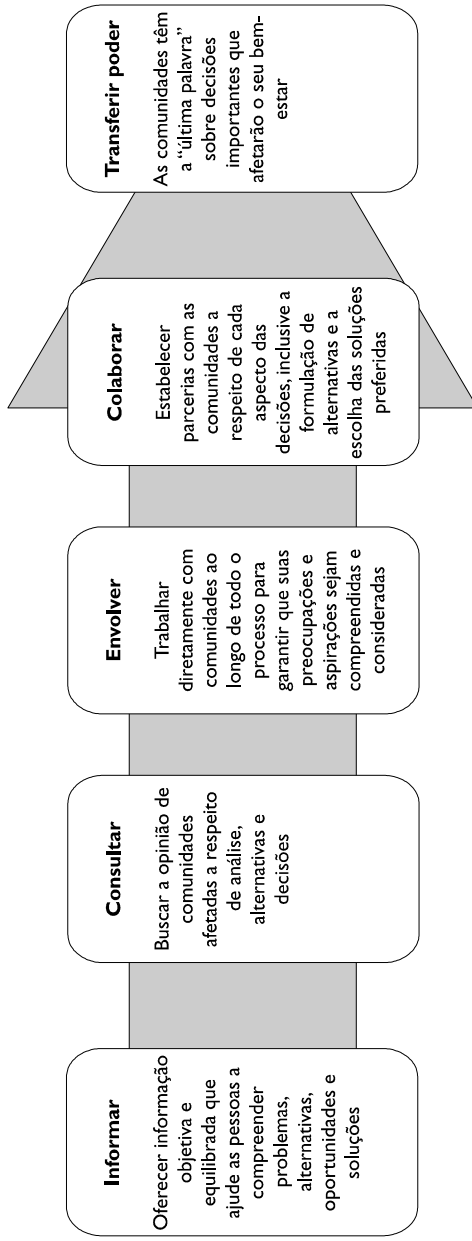 Informar
Oferecer informação
objetiva e
equilibrada que
ajude as pessoas a
compreender
problemas,
alternativas,
oportunidades e
soluções
Consultar
Buscar a opinião de
comunidades
afetadas a respeito
de análise,
alternativas e
decisões
Envolver
Trabalhar
diretamente com
comunidades ao
longo de todo o
processo para
garantir que suas
preocupações e
aspirações sejam
compreendidas e
consideradas
Colaborar
Estabelecer
parcerias com as
comunidades a
respeito de cada
aspecto das
decisões, inclusive a
formulação de
alternativas e a
escolha das soluções
preferidas
Transferir poder
As comunidades têm
a “última palavra”
sobre decisões
importantes que
afetarão o seu bem-
estar